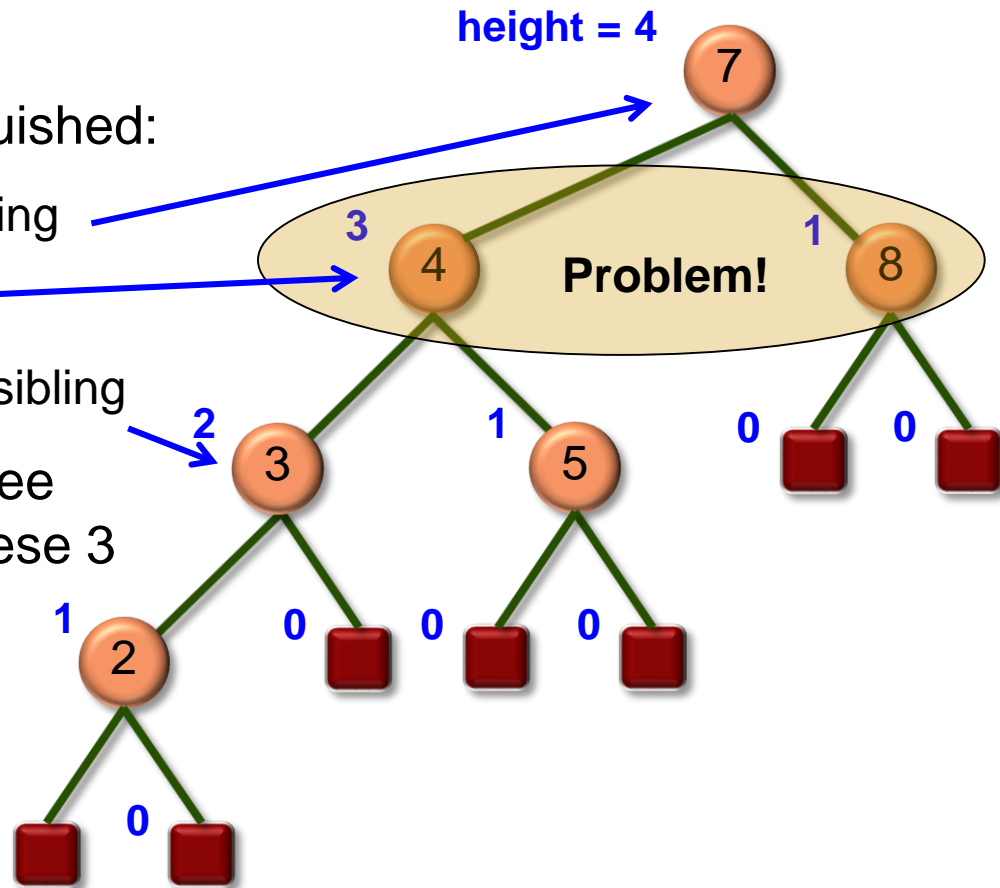 height = 4
7
uished:
ing
3
1
4 Problem! 8
sibling
2 1 0 0
3 5
ee
ese 3
1 0 0 0
2
0